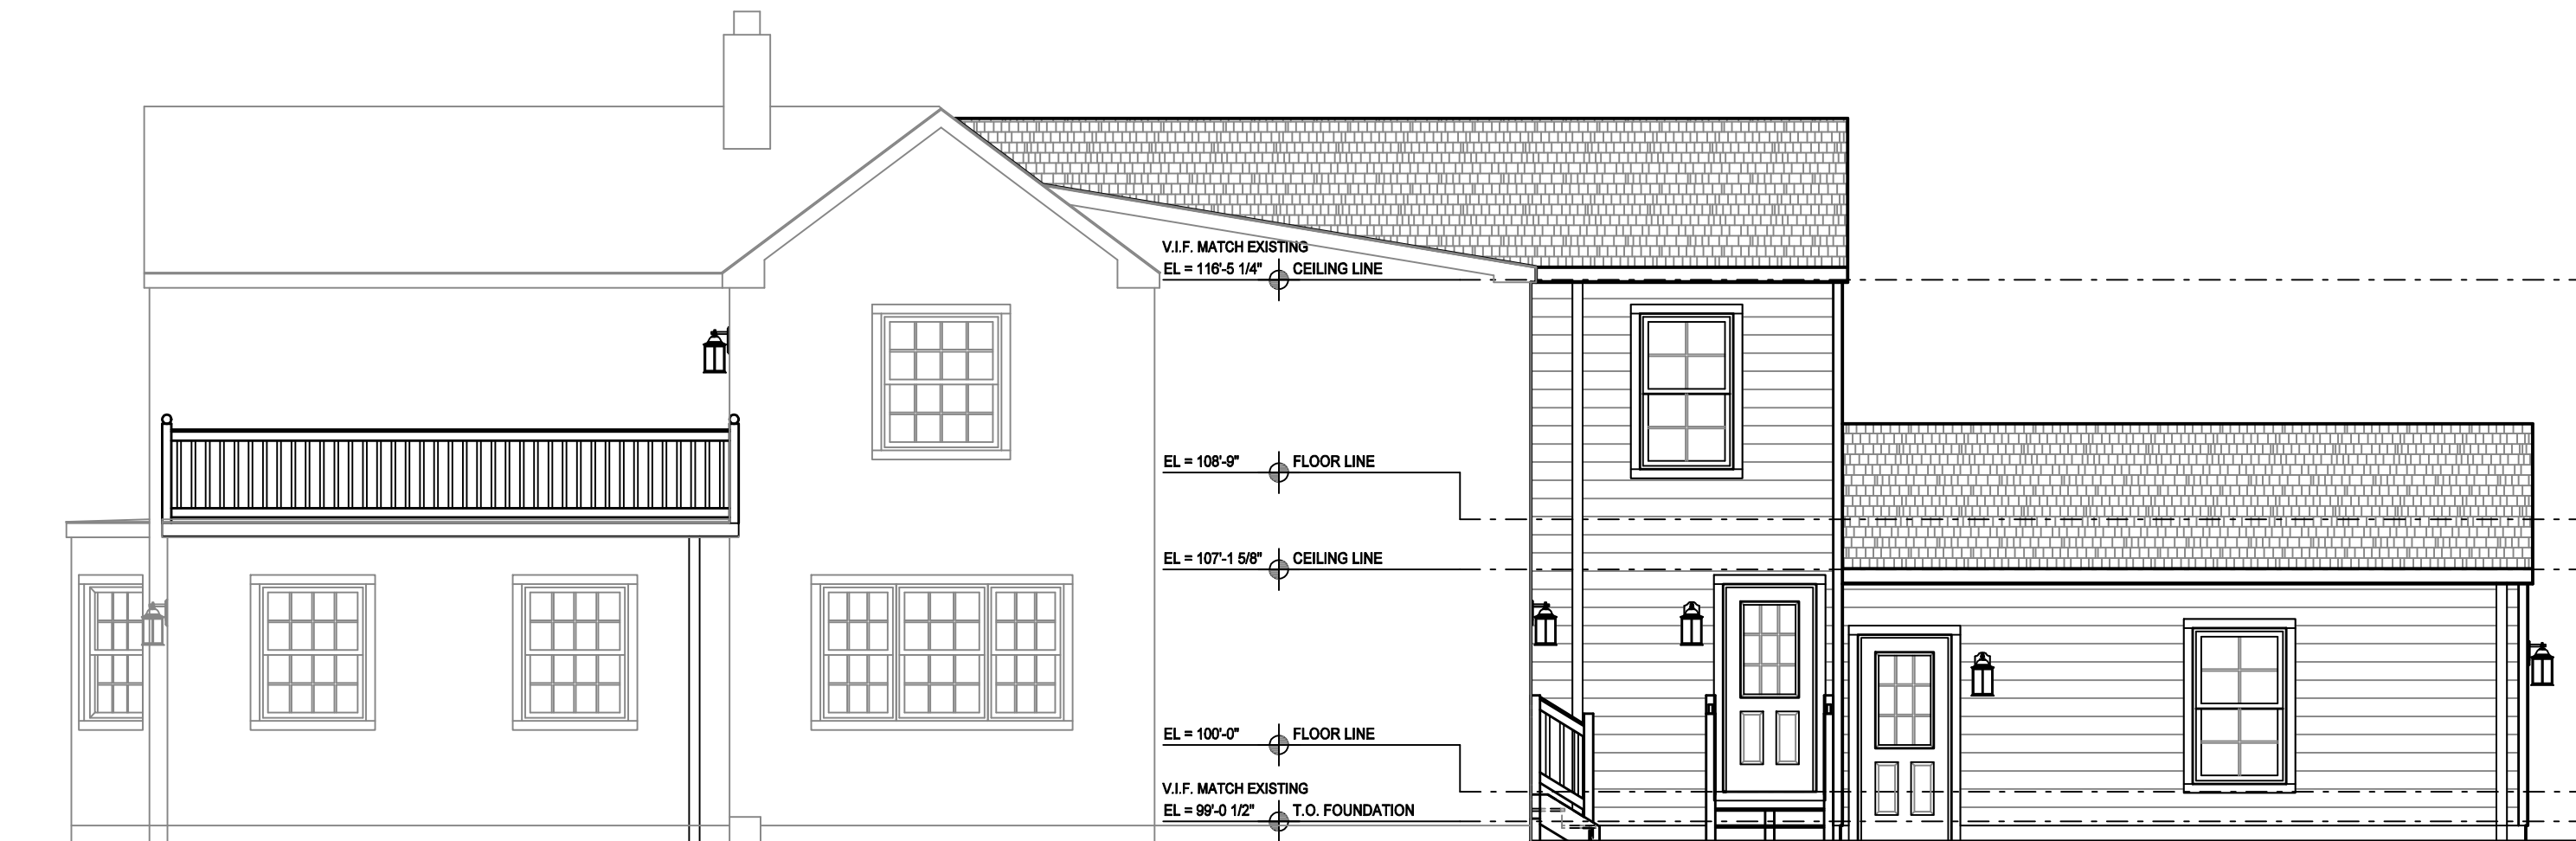 V.I.F. MATCH EXISTING
EL = 116'-5 1/4" CEILING LINE
EL = 108'-9" FLOOR LINE
EL = 107'-1 5/8" CEILING LINE
EL = 100'-0" FLOOR LINE
V.I.F. MATCH EXISTING
EL = 99'-0 1/2" T.O. FOUNDATION